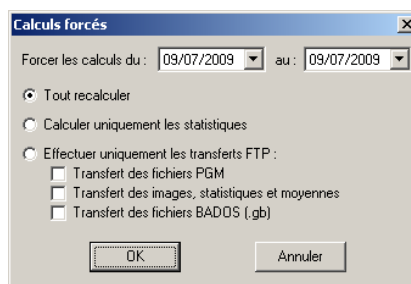 Calculs forcés
Forcer les calculs du : 09/07/2009 au : 09/07/2009
Tout recalculer
Calculer uniquement les statistiques
Effectuer uniquement les transferts FTP :
Transfert des fichiers PGM
Transfert des images, statistiques et moyennes
Transfert des fichiers BADOS (.gb)
OK Annuler